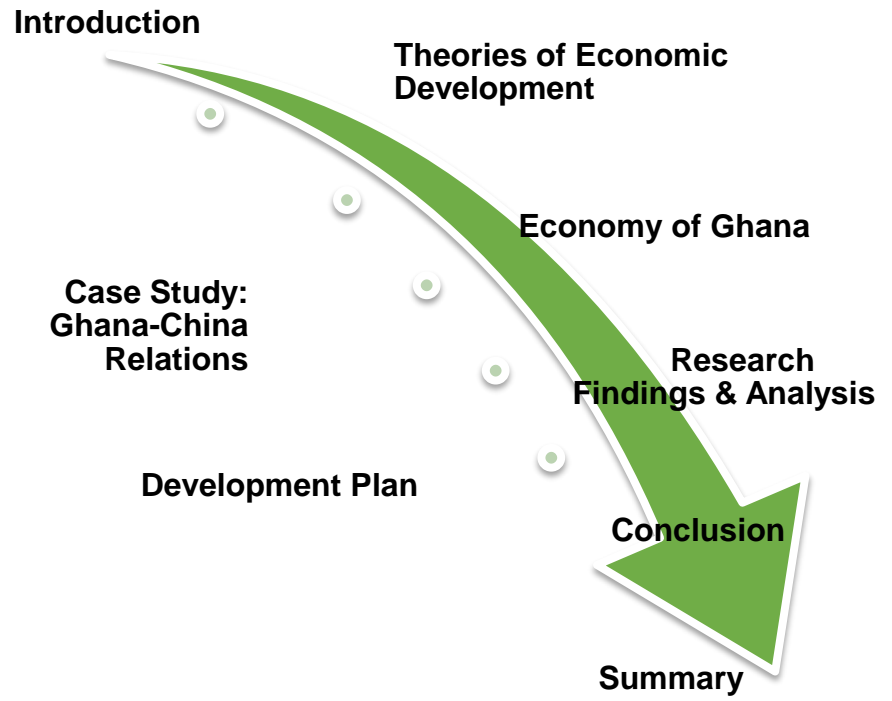 Introduction
Theories of Economic
Development
Economy of Ghana
Case Study:
Ghana-China
Relations
Research
Findings & Analysis
Development Plan
Conclusion
Summary